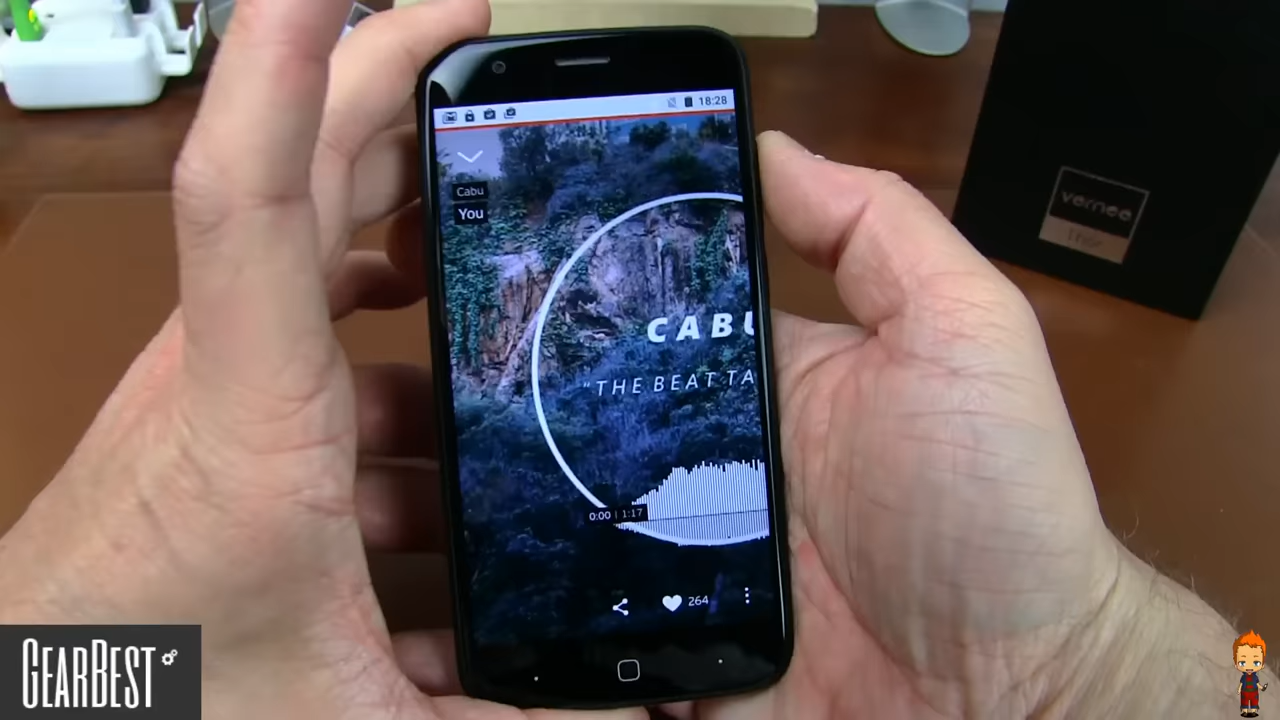 18:28
Cabu
You
CABU
"THE BEAT TA
0:00 | 1:17
264
vernee
Thor
GEARBEST